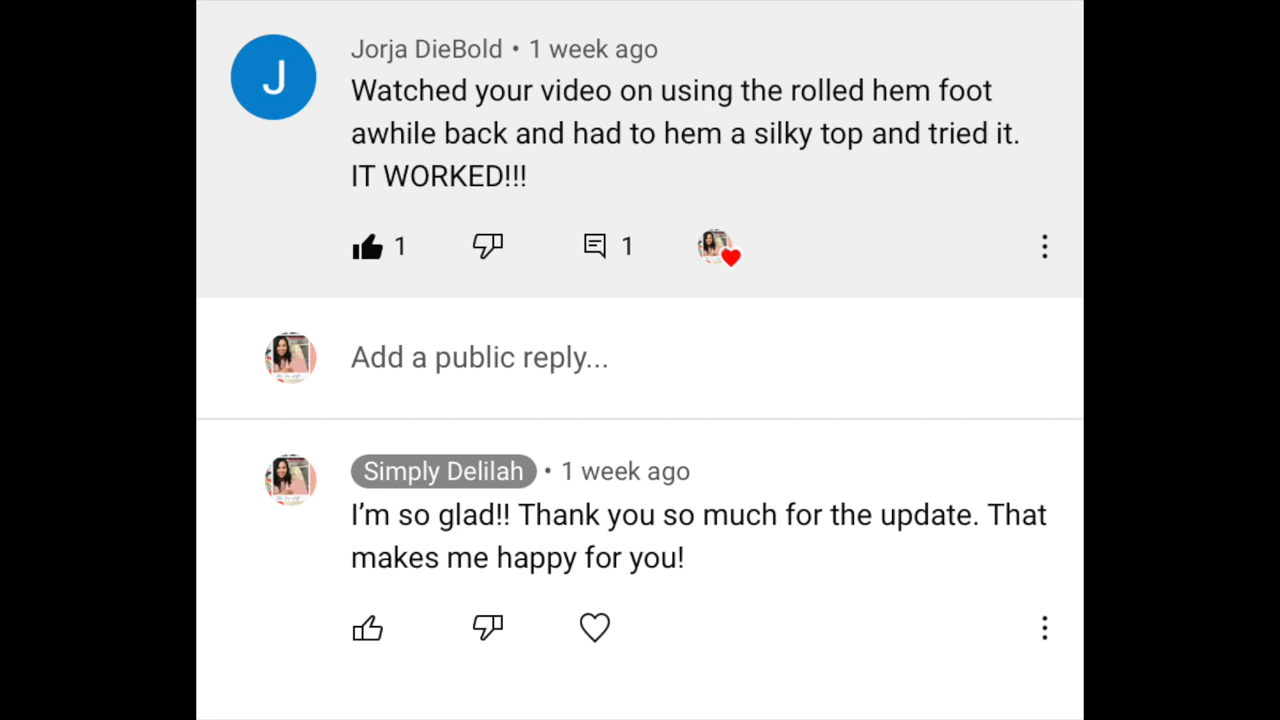 J
Jorja DieBold • 1 week ago
Watched your video on using the rolled hem foot
awhile back and had to hem a silky top and tried it.
IT WORKED!!!
1 1
Add a public reply...
Simply Delilah • 1 week ago
I'm so glad!! Thank you so much for the update. That
makes me happy for you!